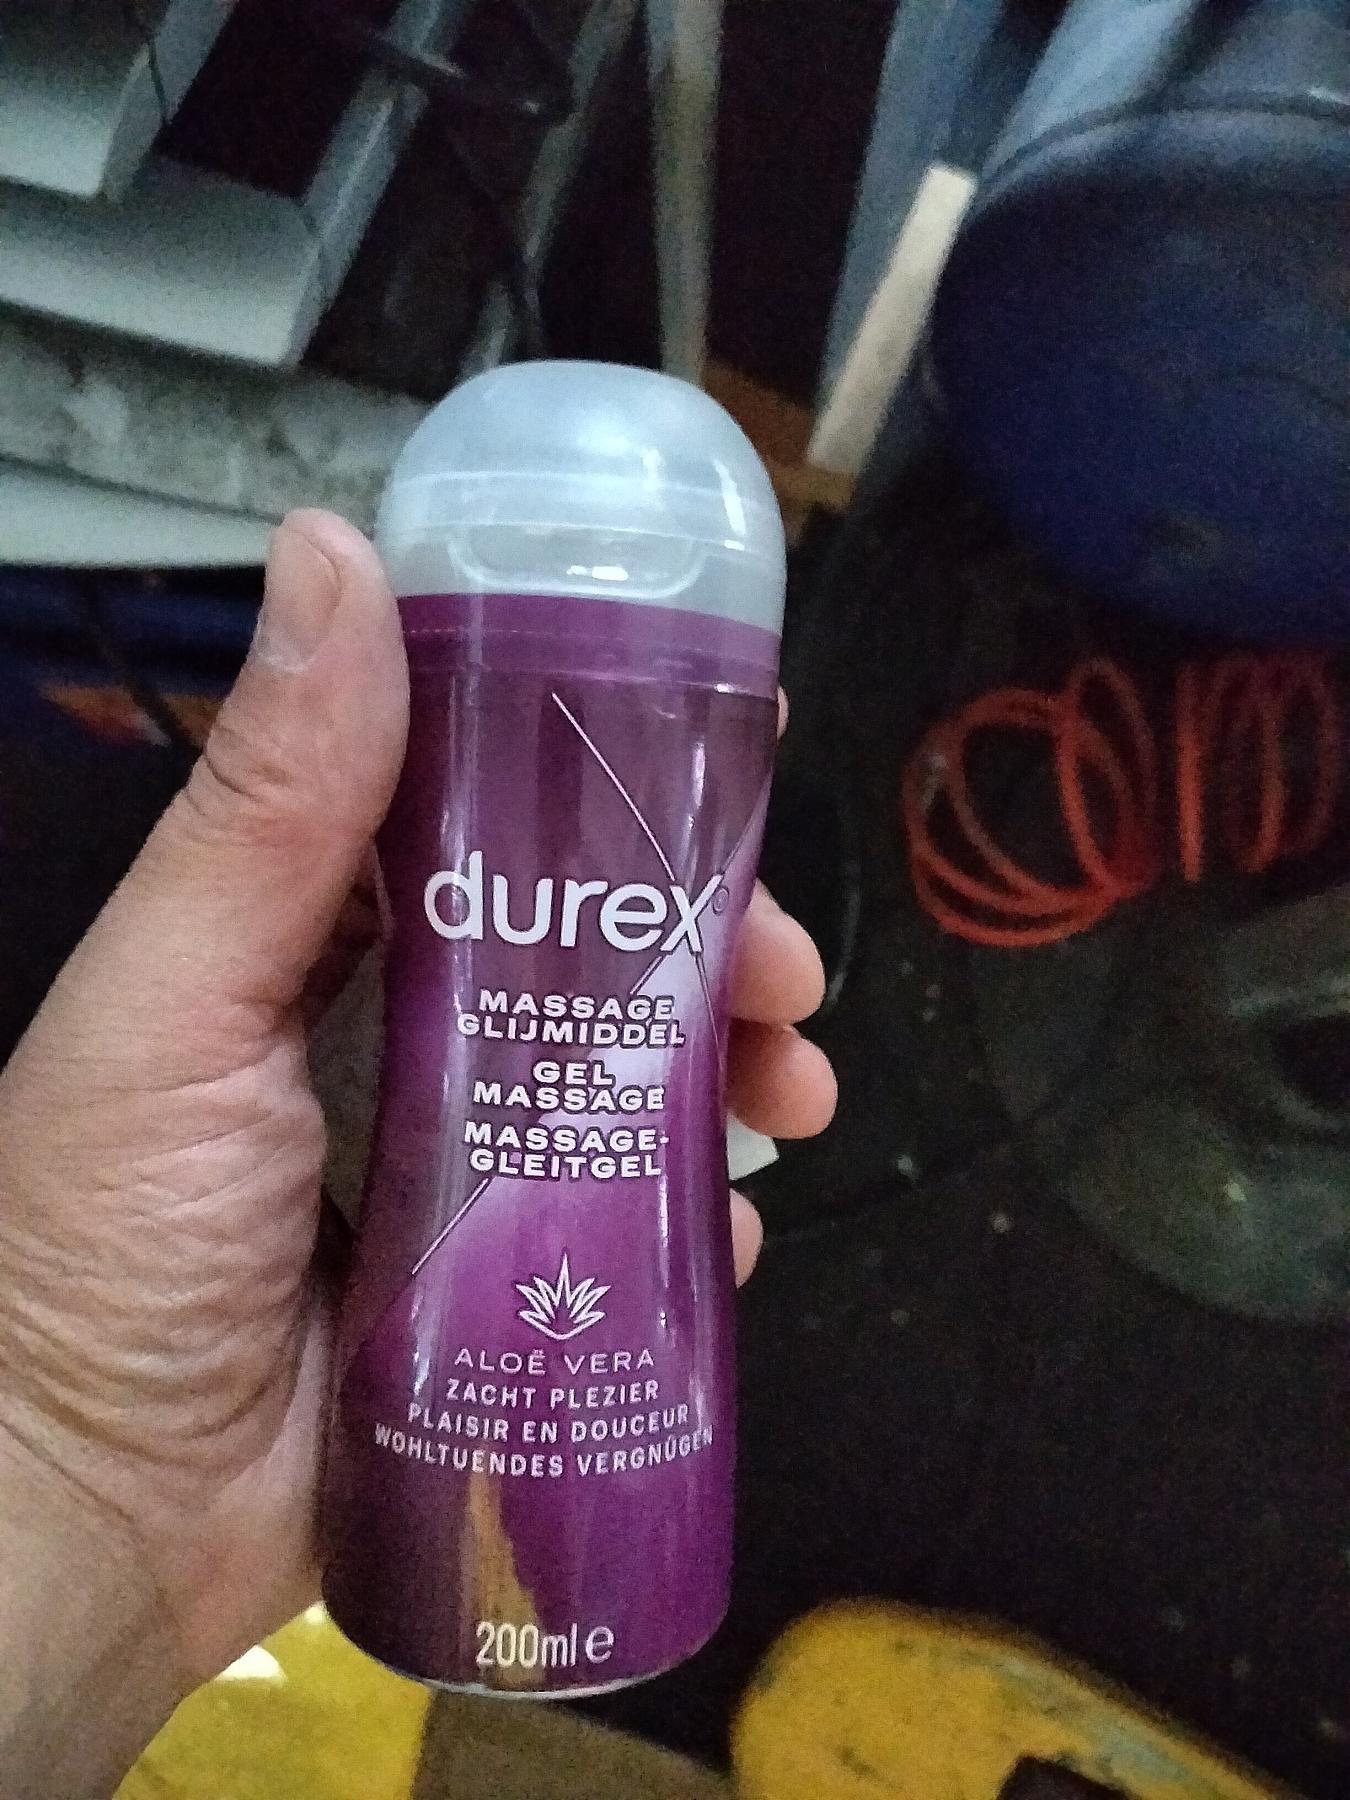 durex®
MASSAGE
GLIJMIDDEL
GEL
MASSAGE
MASSAGE-
GLEITGEL
ALOË VERA
ZACHT PLEZIER
PLAISIR EN DOUCEUR
WOHLTUENDES VERGNÜGEN
200ml e